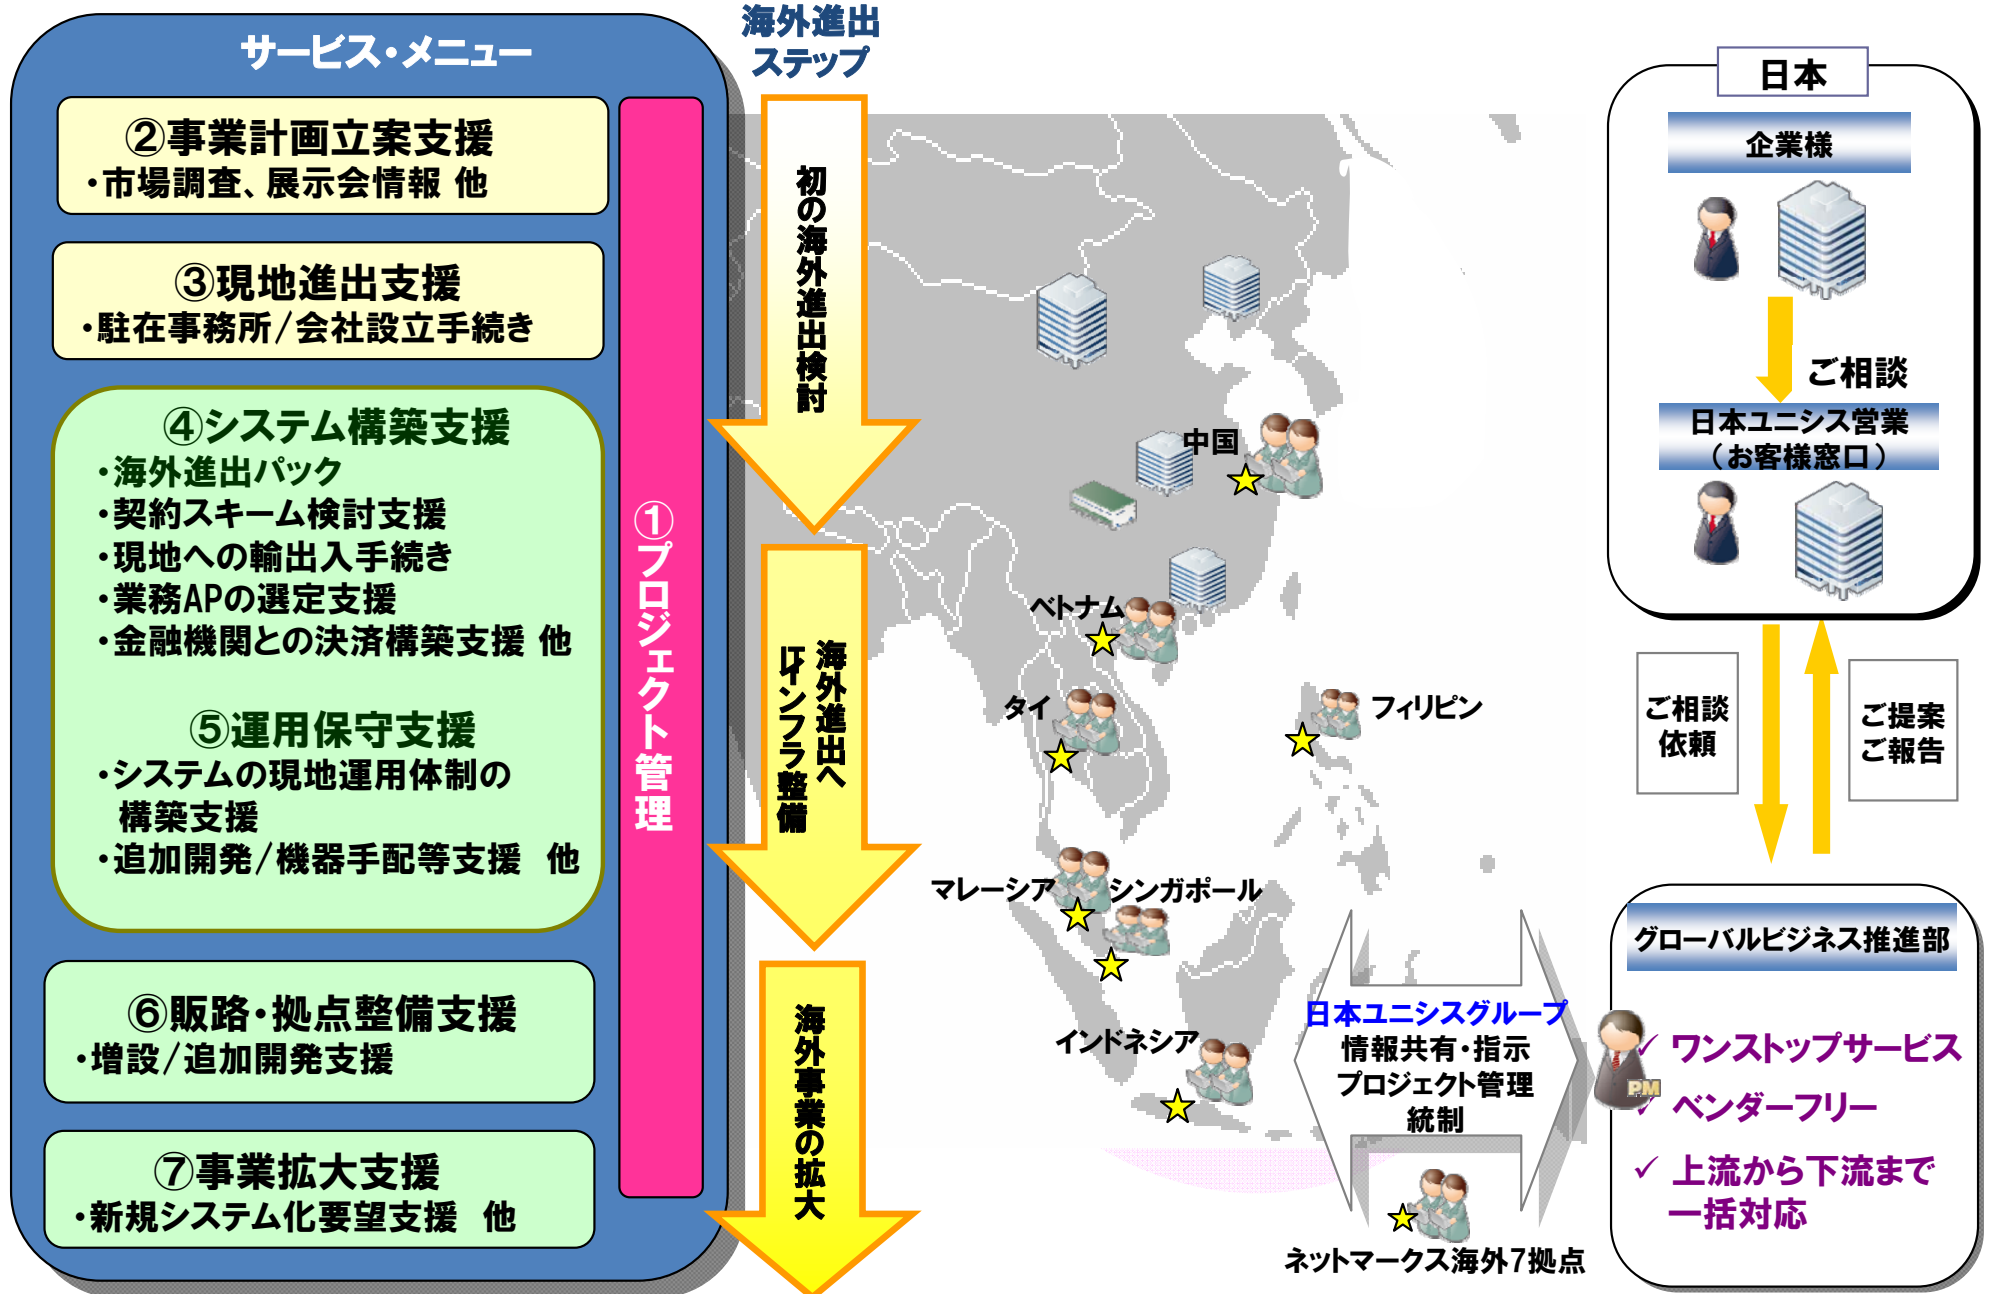 サービス・メニュー
②事業計画立案支援
・市場調査、展示会情報 他
③現地進出支援
・駐在事務所/会社設立手続き
④システム構築支援
・海外進出パック
・契約スキーム検討支援
・現地への輸出入手続き
・業務APの選定支援
・金融機関との決済構築支援 他
⑤運用保守支援
・システムの現地運用体制の
構築支援
・追加開発/機器手配等支援 他
⑥販路・拠点整備支援
・増設/追加開発支援
⑦事業拡大支援
・新規システム化要望支援 他
①プロジェクト管理
海外進出
ステップ
初の海外進出検討
海外進出へ
ITインフラ整備
海外事業の拡大
中国
ベトナム
タイ
フィリピン
マレーシア
シンガポール
インドネシア
日本ユニシスグループ
情報共有・指示
プロジェクト管理
統制
ネットマークス海外7拠点
日本
企業様
ご相談
日本ユニシス営業
（お客様窓口）
ご相談
依頼
ご提案
ご報告
グローバルビジネス推進部
PM
✓ ワンストップサービス
✓ ベンダーフリー
✓ 上流から下流まで
一括対応